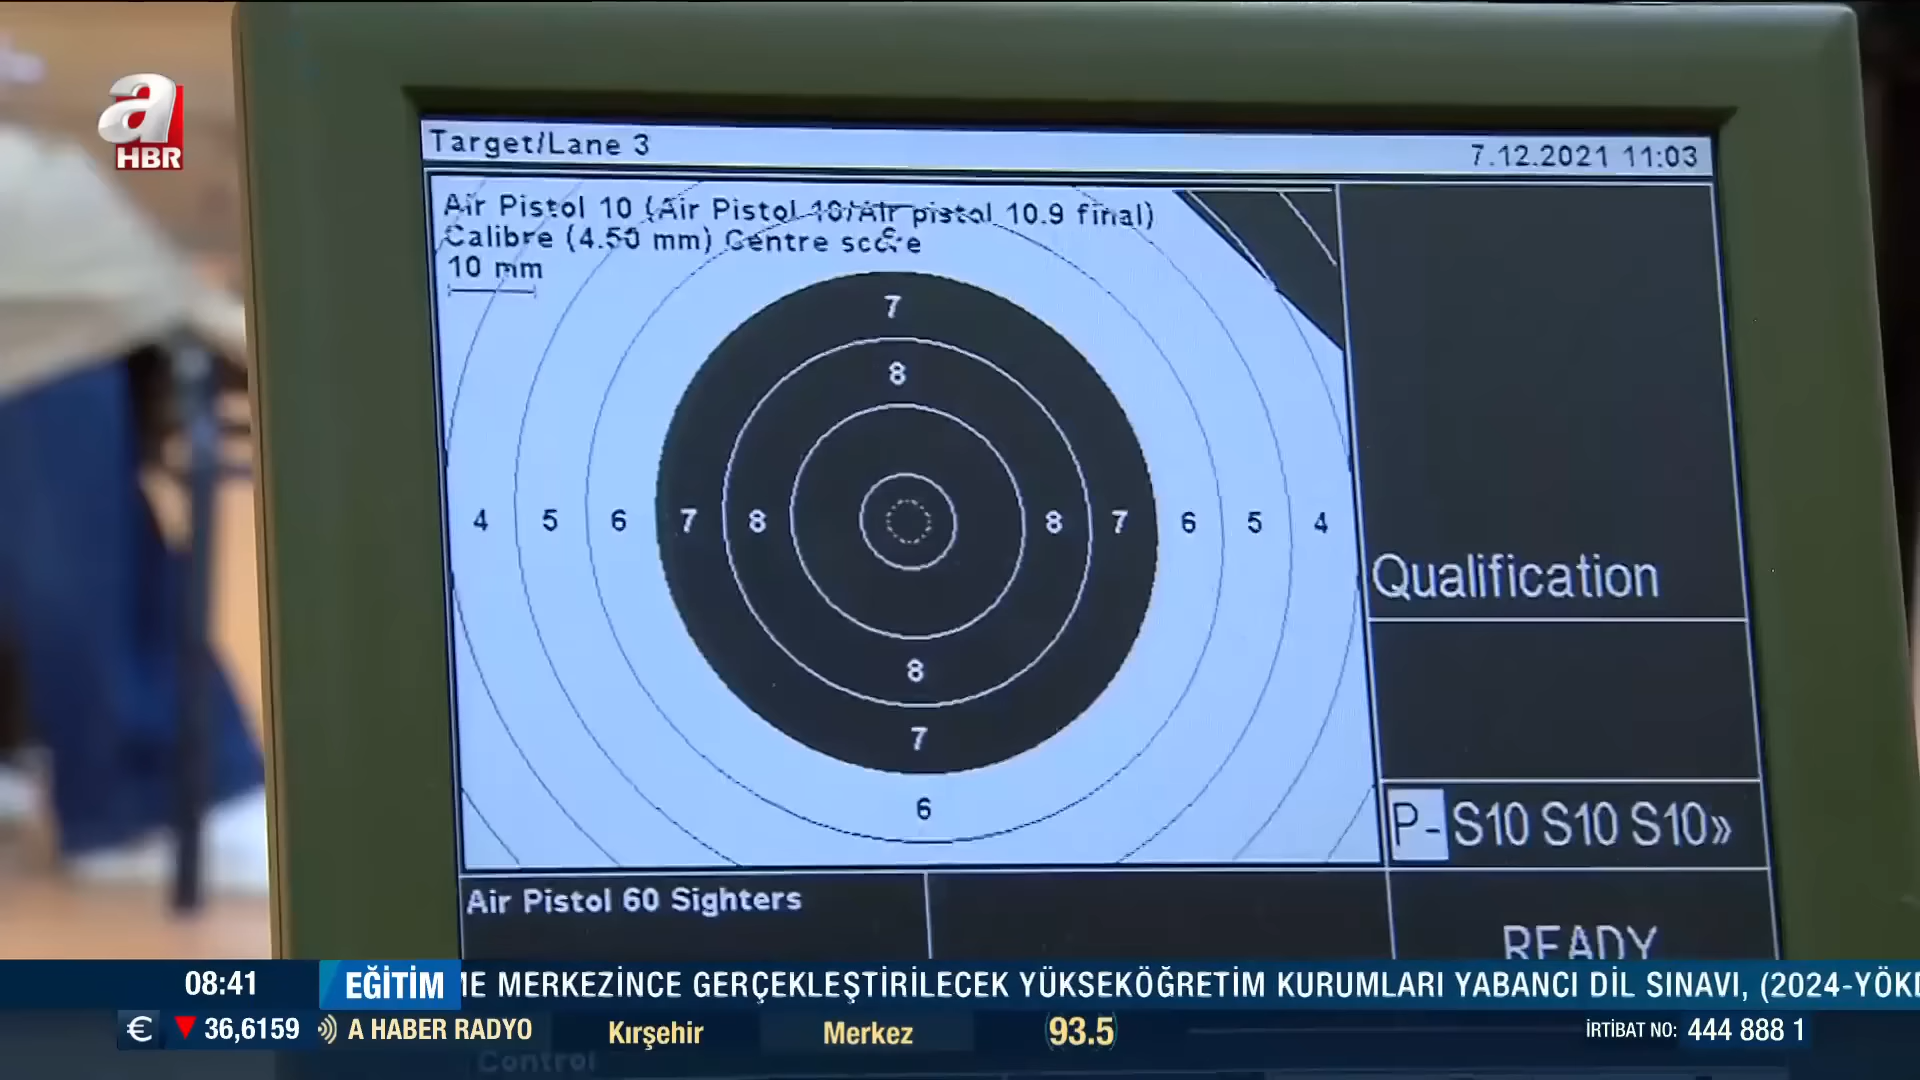 a
HBR
Target/Lane 3
7.12.2021 11:03
Air Pistol 10 (Air Pistol 10/Air pistol 10.9 final)
Calibre (4.50 mm) Centre score
10 mm
7
8
4 5 6 7 8 8 7 6 5 4
8
7
6
Qualification
P- S10 S10 S10»
Air Pistol 60 Sighters
READY
08:41 EĞİTİM ME MERKEZİNCE GERÇEKLEŞTİRİLECEK YÜKSEKÖĞRETİM KURUMLARI YABANCI DİL SINAVI, (2024-YÖKD
€ 36,6159 A HABER RADYO Kırşehir Merkez 93.5 İRTİBAT NO: 444 888 1
Control